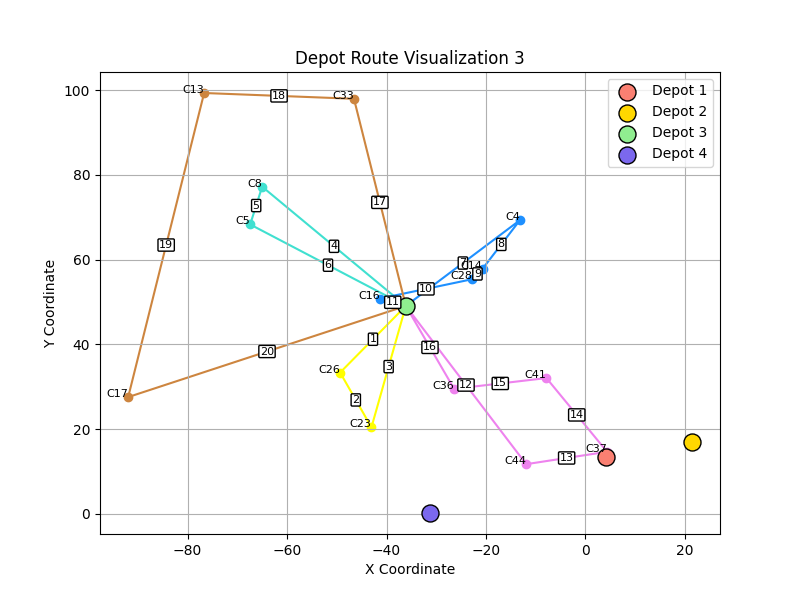 Depot Route Visualization 3
Depot 1
Depot 2
Depot 3
Depot 4
Y Coordinate
X Coordinate
100
80
60
40
20
0
−80
−60
−40
−20
0
20
C13
18
C33
17
C8
5
C5
4
6
19
C4
8
7
C14
9
C28
10
C16
11
1
3
16
20
C26
2
C23
C17
C36
12
15
C41
14
C37
C44
13